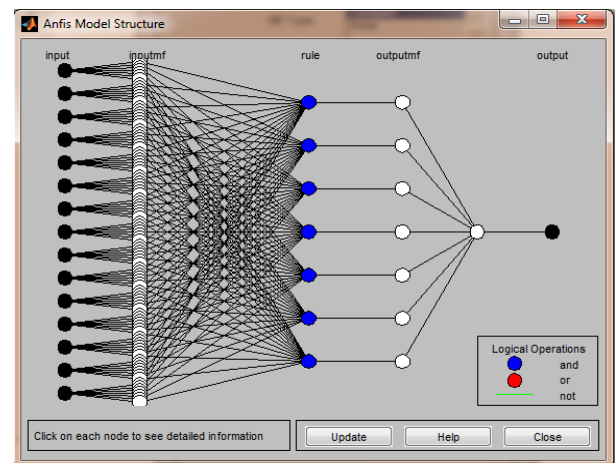 Anfis Model Structure
input
inputmf
rule
outputmf
output
Logical Operations
and
or
not
Click on each node to see detailed information
Update
Help
Close